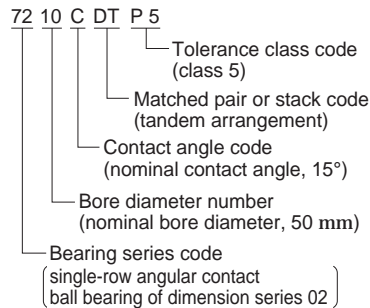 72 10 C DT P 5
Tolerance class code
(class 5)
Matched pair or stack code
(tandem arrangement)
Contact angle code
(nominal contact angle, 15°)
Bore diameter number
(nominal bore diameter, 50 mm)
Bearing series code
(single-row angular contact
ball bearing of dimension series 02)